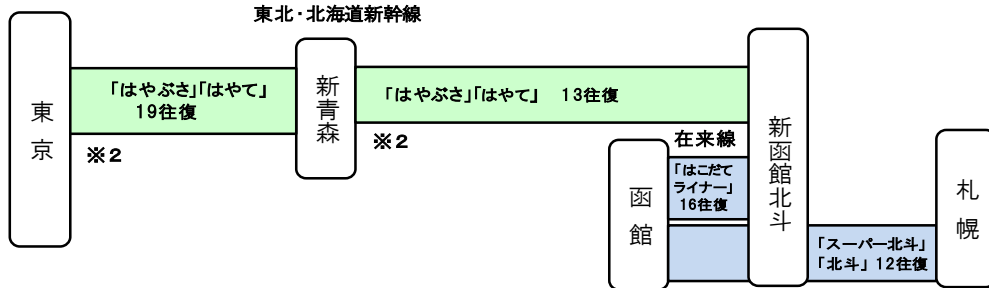 東北・北海道新幹線
東京
「はやぶさ」「はやて」
19往復
※2
新青森
「はやぶさ」「はやて」 13往復
※2
在来線
函館
「はこだて
ライナー」
16往復
新函館北斗
「スーパー北斗」
「北斗」 12往復
札幌